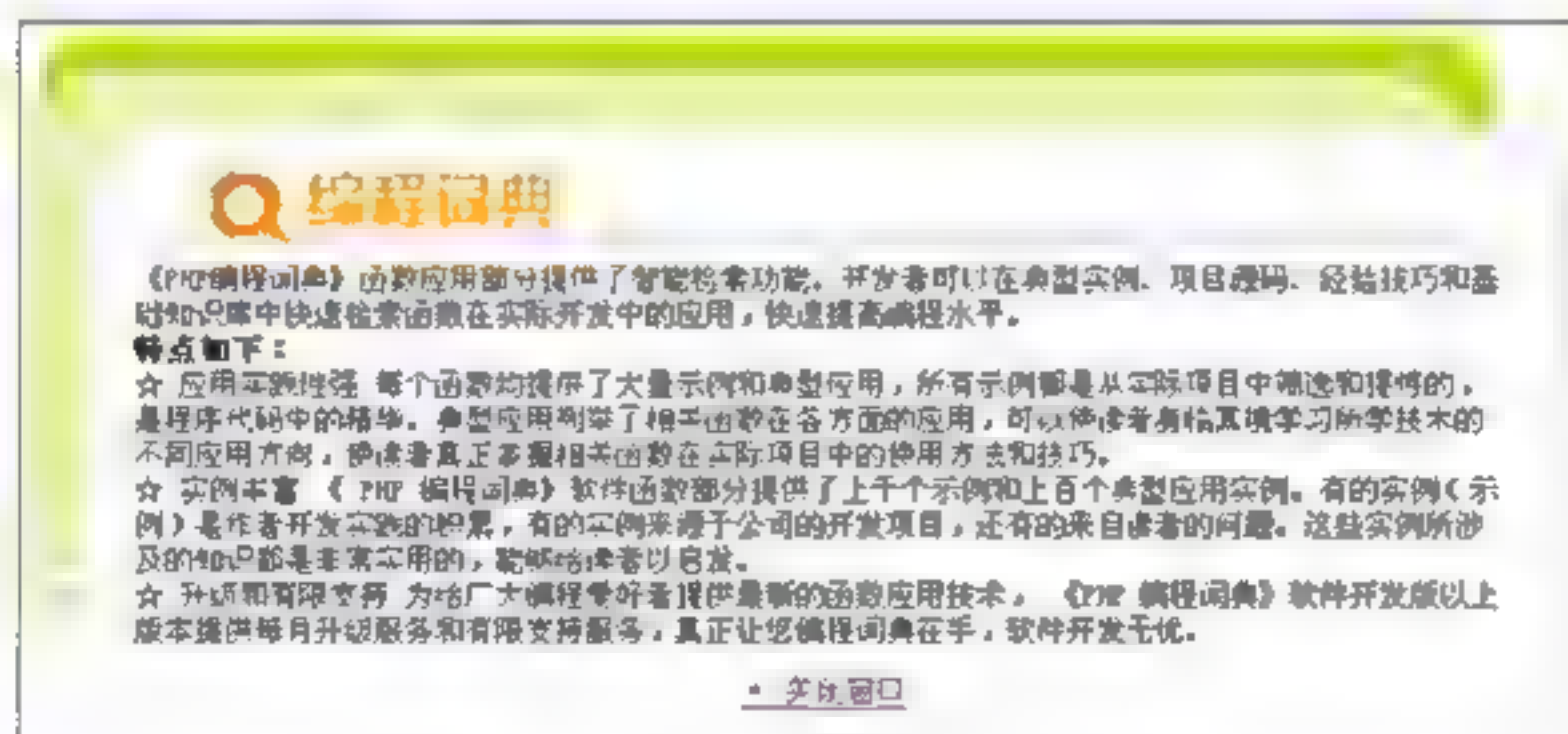 编程词典
《PHP编程词典》函数应用部分提供了智能检索功能。开发者可以在典型实例、项目源码、经验技巧和基
础知识库中快速检索函数在实际开发中的应用，快速提高编程水平。
特点如下：
☆ 应用实践性强 每个函数均提供了大量示例和典型应用，所有示例都是从实际项目中筛选和提炼的，
是程序代码中的精华。典型应用列举了相关函数在各方面的应用，可以使读者身临其境学习所学技术的
不同应用方向，使读者真正掌握相关函数在实际项目中的使用方法和技巧。
☆ 实例丰富 《 PHP 编程词典》软件函数部分提供了上千个示例和上百个典型应用实例。有的实例（示
例）是作者开发实践的积累，有的实例来源于公司的开发项目，还有的来自读者的问题。这些实例所涉
及的知识都是非常实用的，能够给读者以启发。
☆ 升级和有限支持 为给广大编程爱好者提供最新的函数应用技术， 《PHP 编程词典》软件开发版以上
版本提供每月升级服务和有限支持服务，真正让您编程词典在手，软件开发无忧。
• 关闭窗口